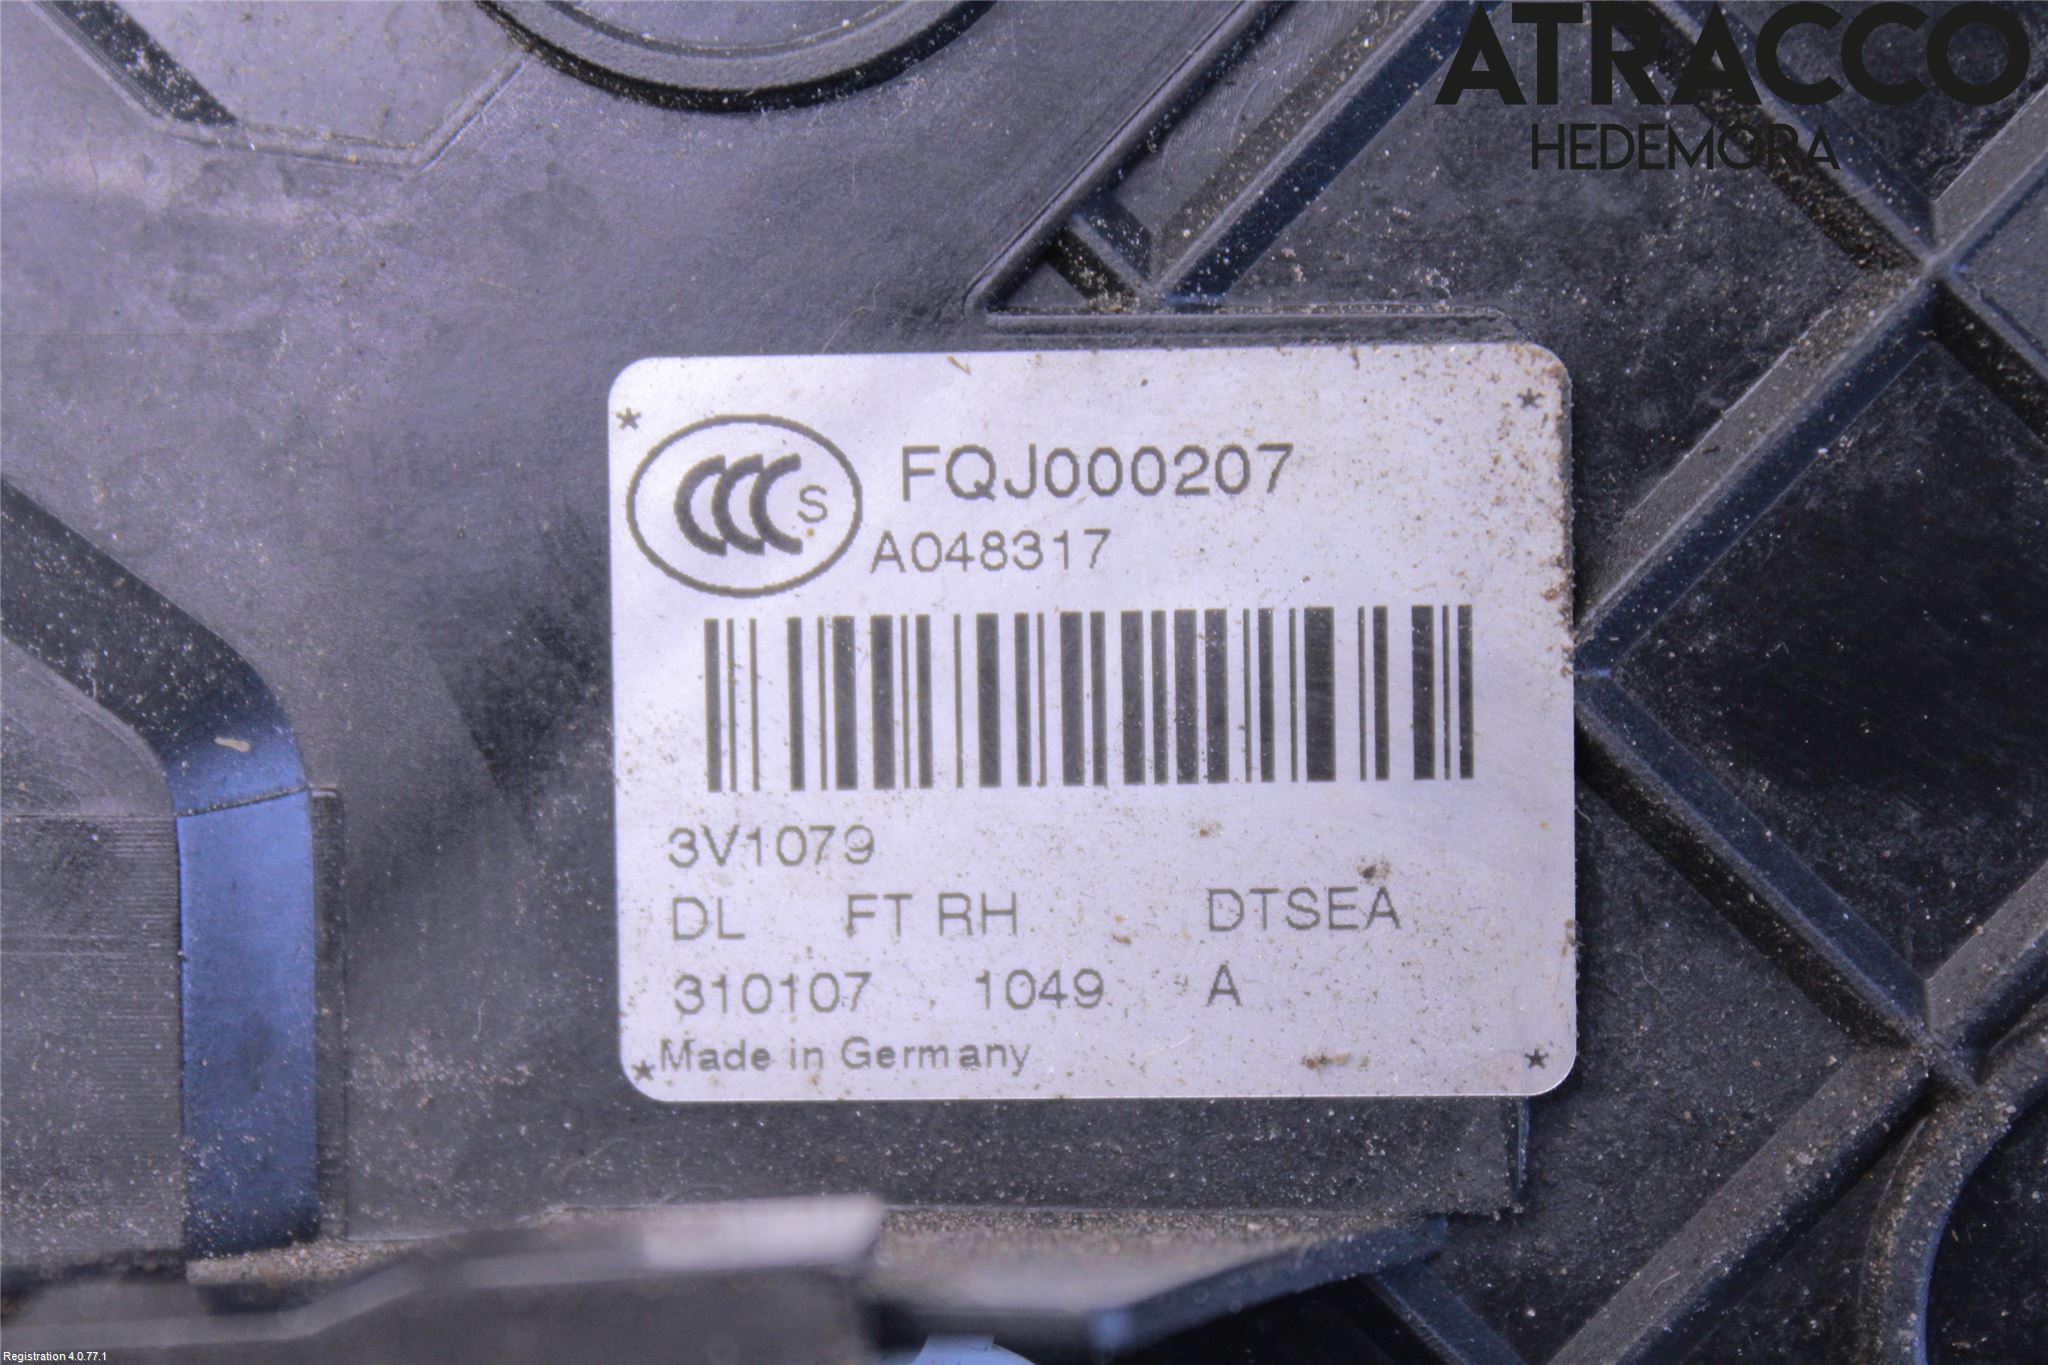 ATRACCO
HEDEMORA
CCC S
FQJ000207
A048317
3V1079
DL FT RH DTSEA
310107 1049 A
Made in Germany
Registration 4.0.77.1